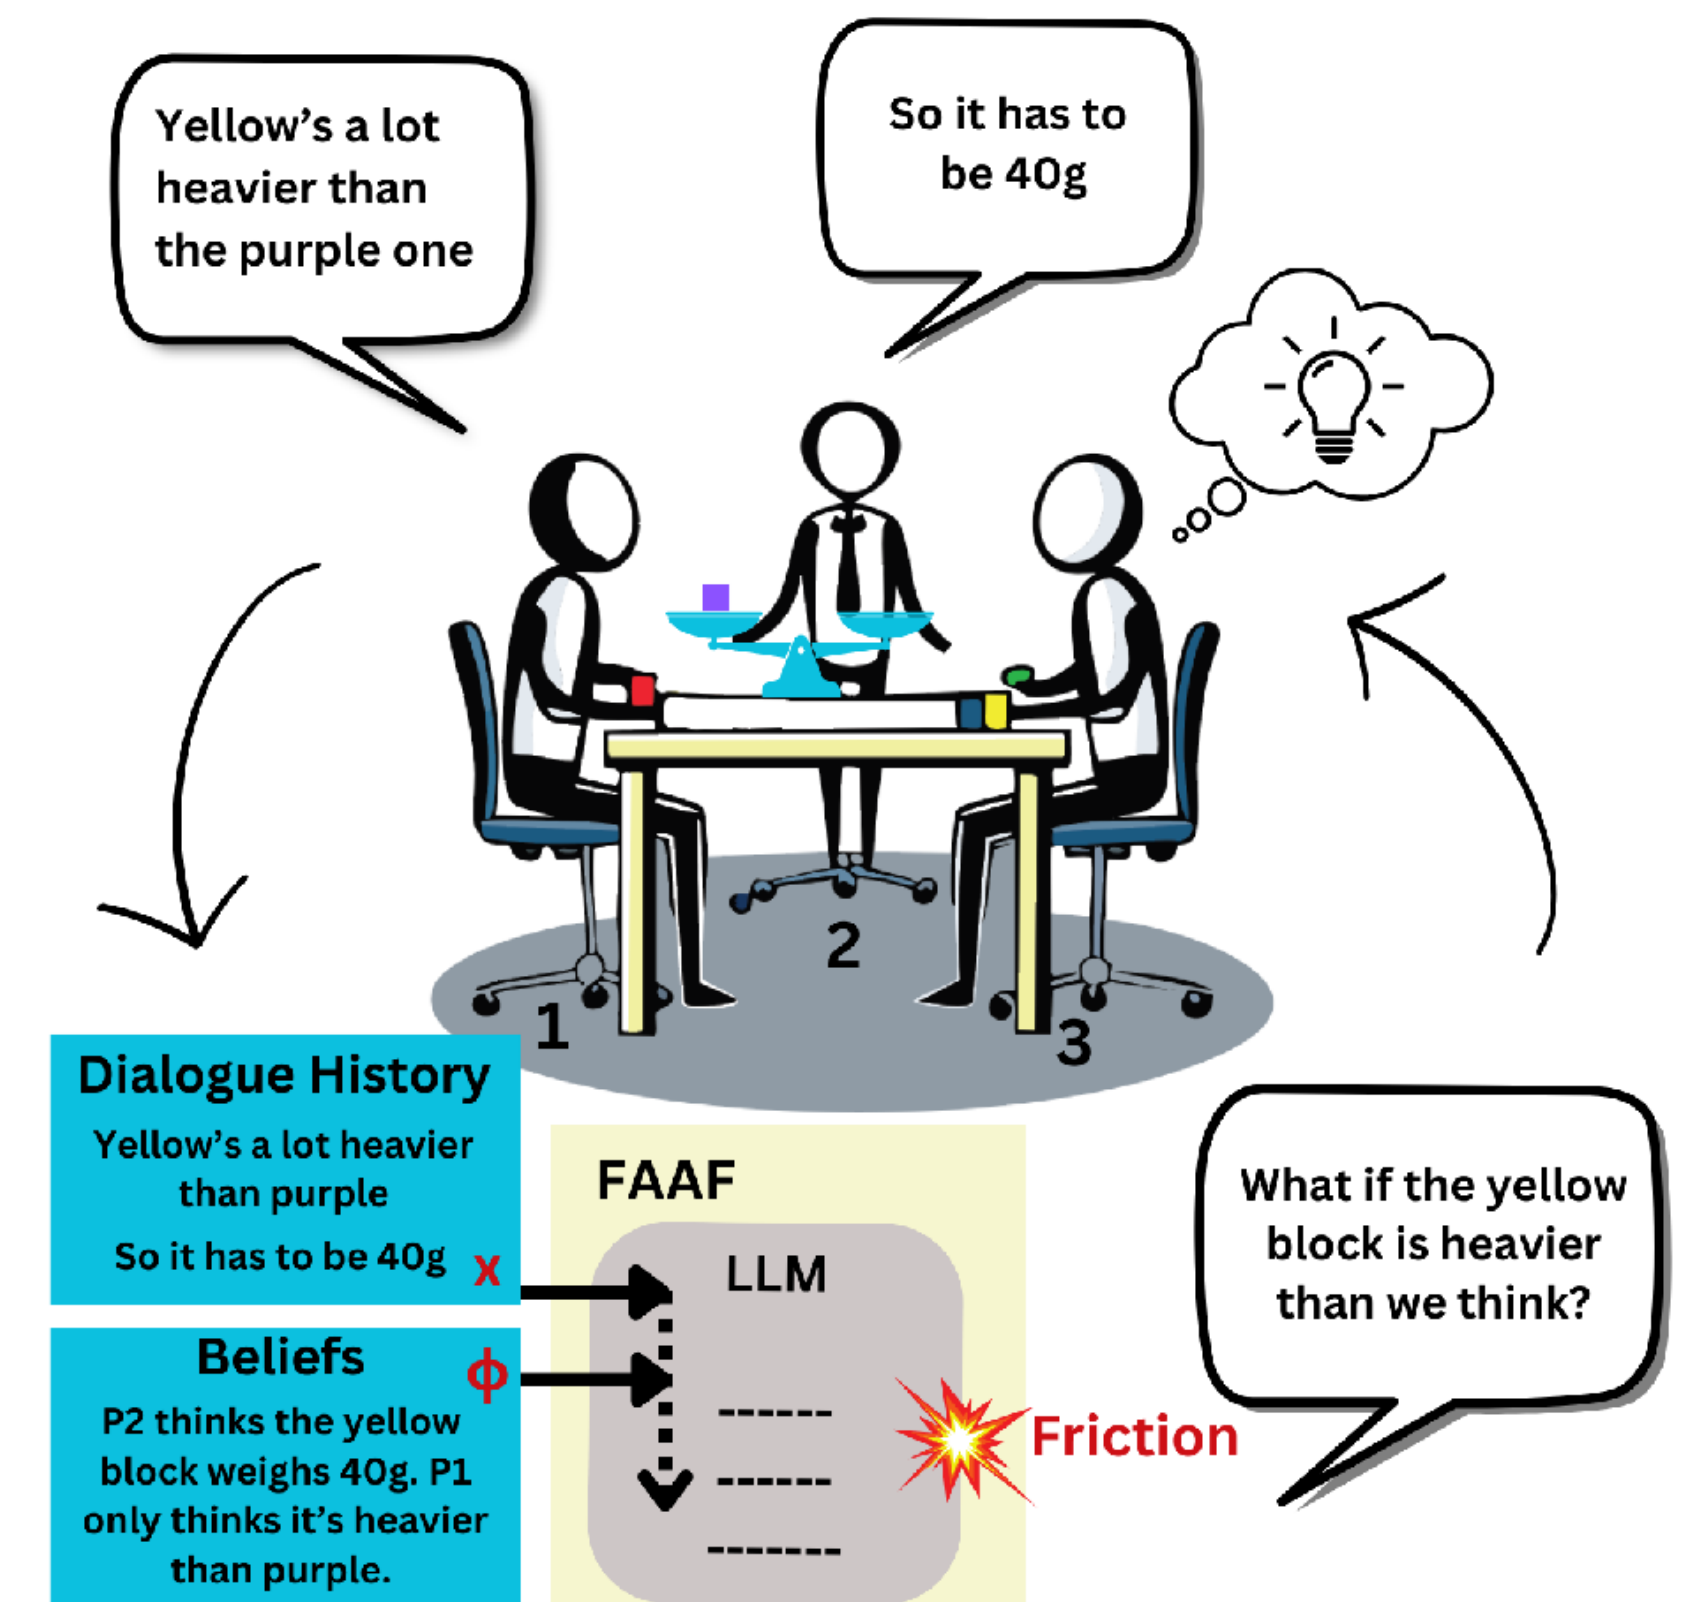 Yellow's a lot
heavier than
the purple one
So it has to
be 40g
1
2
3
Dialogue History
Yellow's a lot heavier
than purple
So it has to be 40g
x
Beliefs
ϕ
P2 thinks the yellow
block weighs 40g. P1
only thinks it's heavier
than purple.
FAAF
LLM
Friction
What if the yellow
block is heavier
than we think?